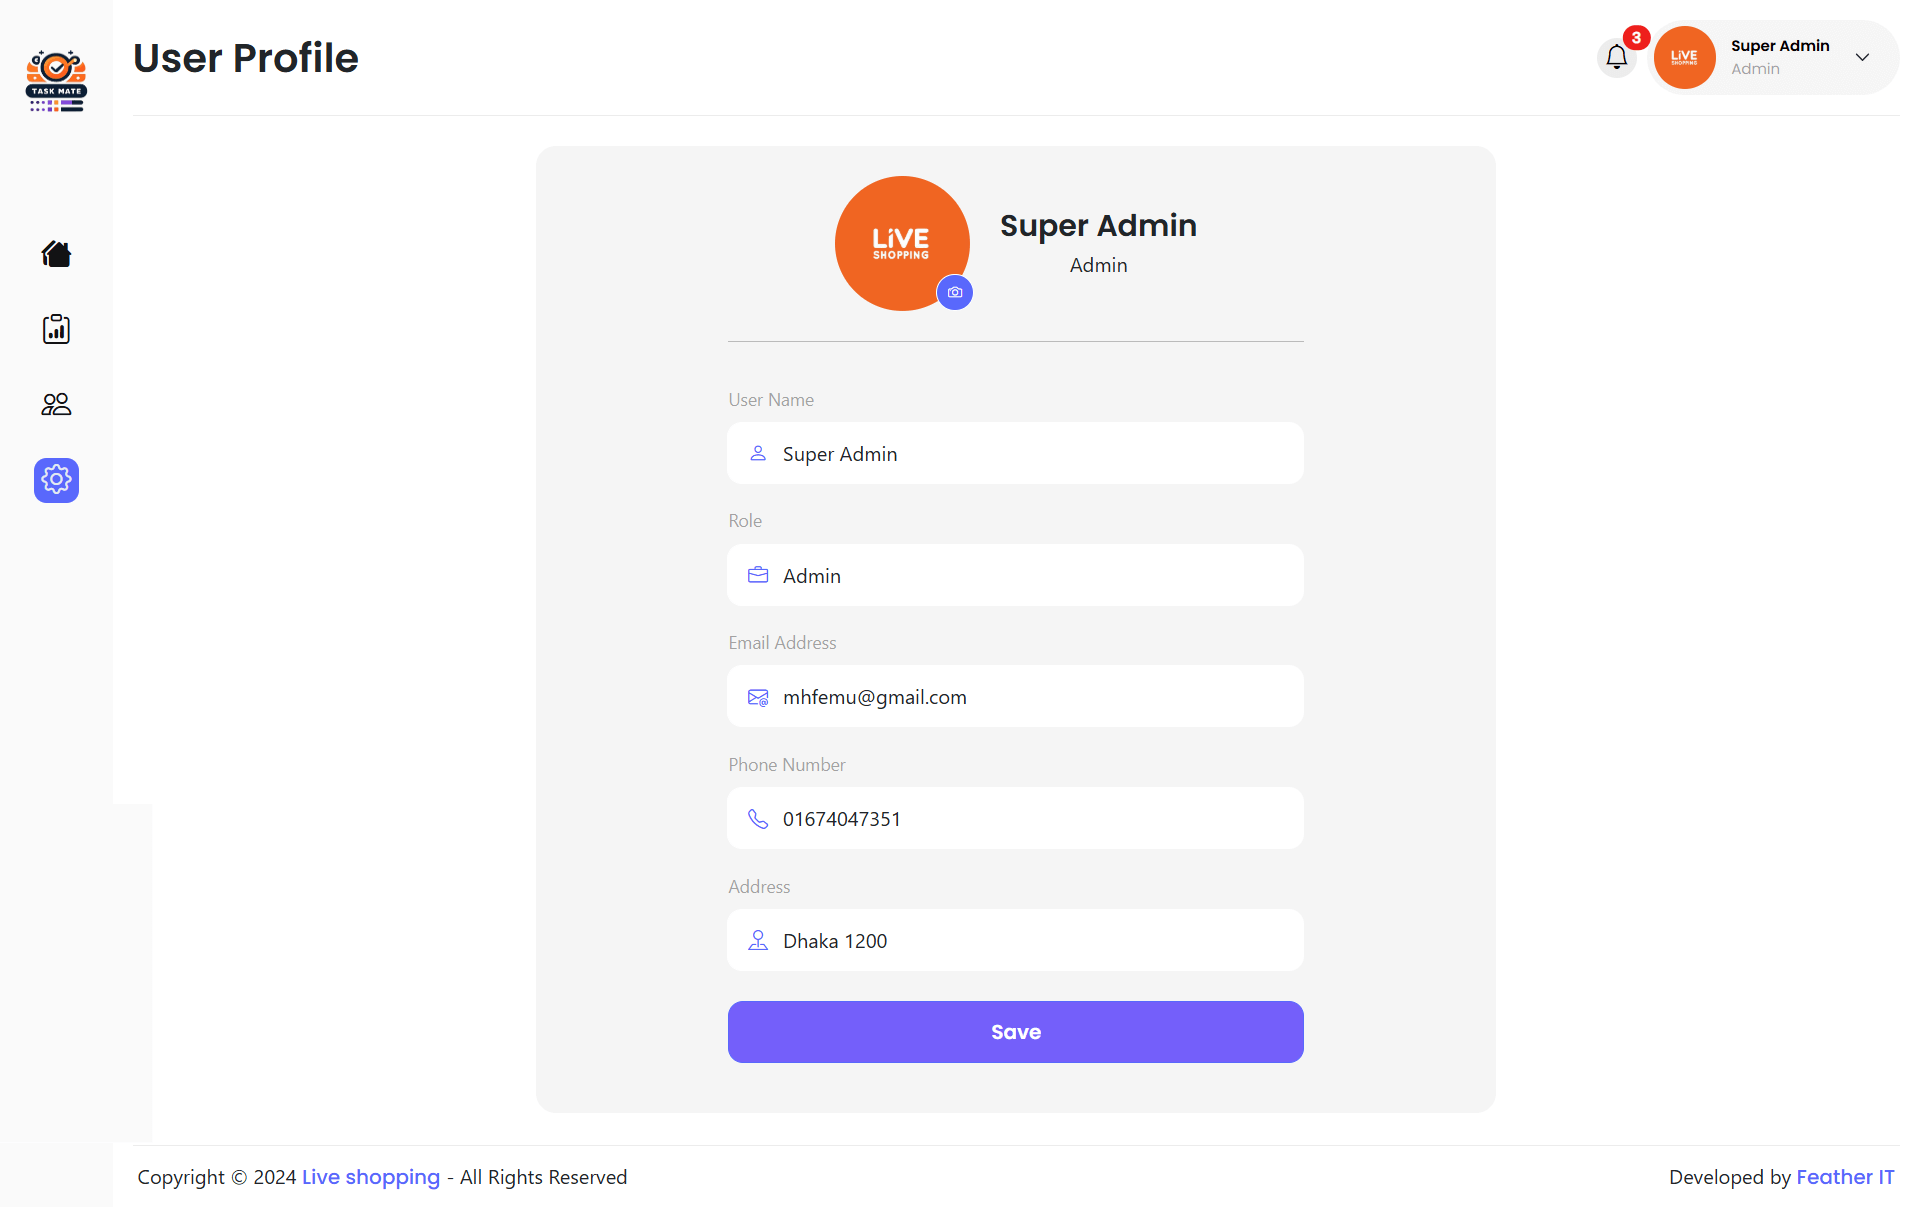 TASK MATE
User Profile
3
LiVE
SHOPPING
Super Admin
Admin
LiVE
SHOPPING
Super Admin
Admin
User Name
Super Admin
Role
Admin
Email Address
mhfemu@gmail.com
Phone Number
01674047351
Address
Dhaka 1200
Save
Copyright © 2024 Live shopping - All Rights Reserved
Developed by Feather IT